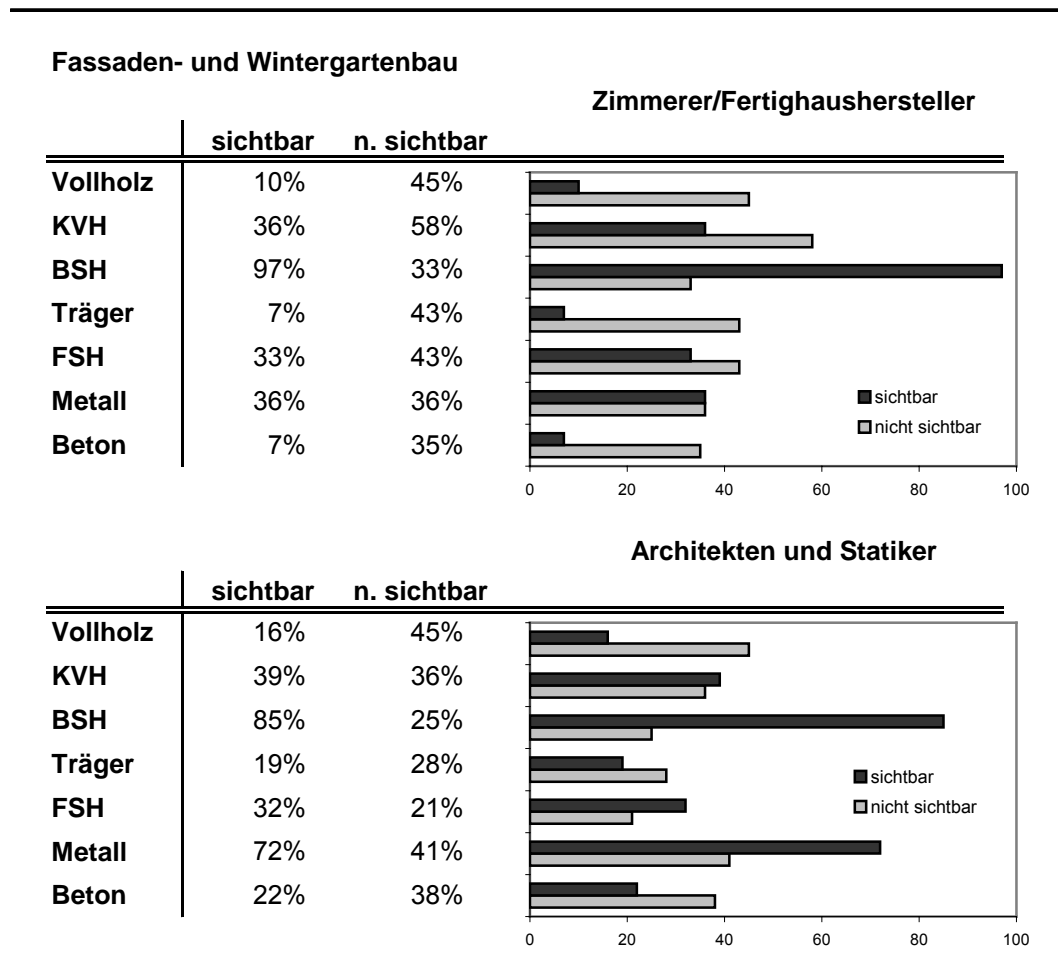 Fassaden- und Wintergartenbau
Zimmerer/Fertighaushersteller
sichtbar n. sichtbar
Vollholz 10% 45%
KVH 36% 58%
BSH 97% 33%
Träger 7% 43%
FSH 33% 43%
Metall 36% 36%
Beton 7% 35%
sichtbar
nicht sichtbar
0 20 40 60 80 100
Architekten und Statiker
sichtbar n. sichtbar
Vollholz 16% 45%
KVH 39% 36%
BSH 85% 25%
Träger 19% 28%
FSH 32% 21%
Metall 72% 41%
Beton 22% 38%
sichtbar
nicht sichtbar
0 20 40 60 80 100